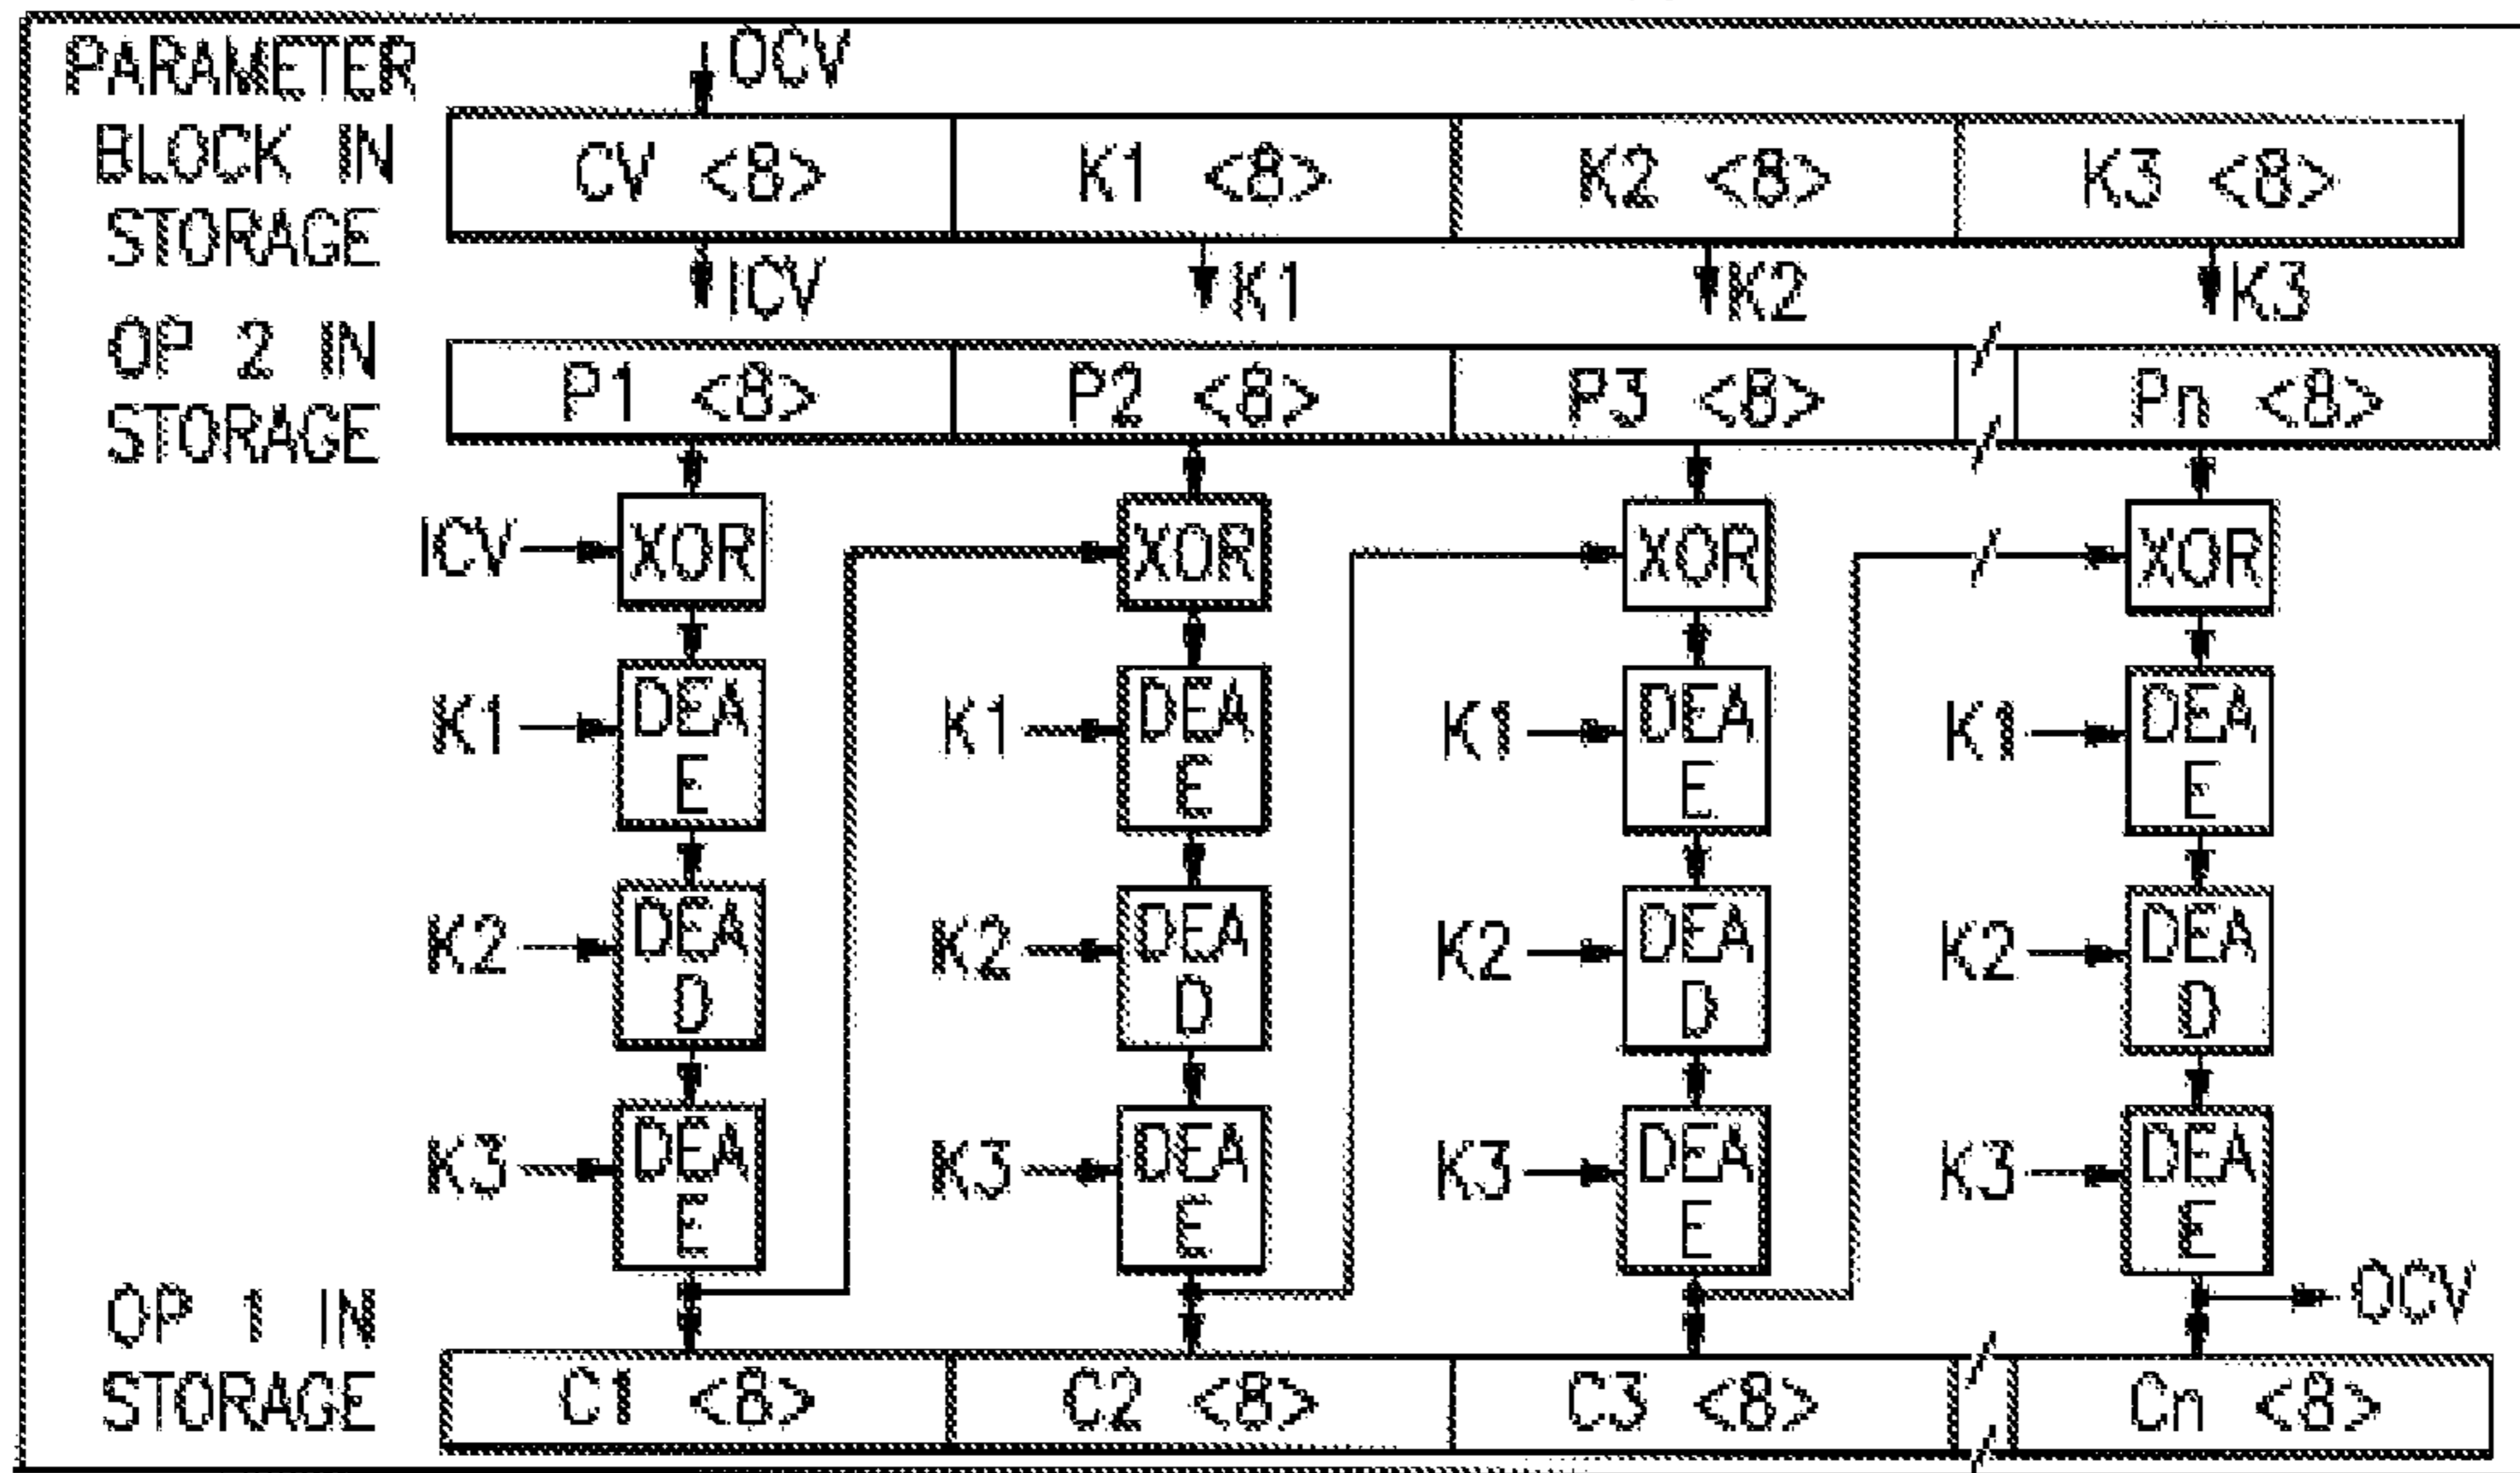 PARAMETER
BLOCK IN
STORAGE
OCV
CV <8> K1 <8> K2 <8> K3 <8>
ICV K1 K2 K3
OP 2 IN
STORAGE
P1 <8> P2 <8> P3 <8> Pn <8>
ICV XOR XOR XOR XOR
K1 DEA K1 DEA K1 DEA K1 DEA
E E E E
K2 DEA K2 DEA K2 DEA K2 DEA
D D D D
K3 DEA K3 DEA K3 DEA K3 DEA
E E E E
OCV
OP 1 IN
STORAGE
C1 <8> C2 <8> C3 <8> Cn <8>